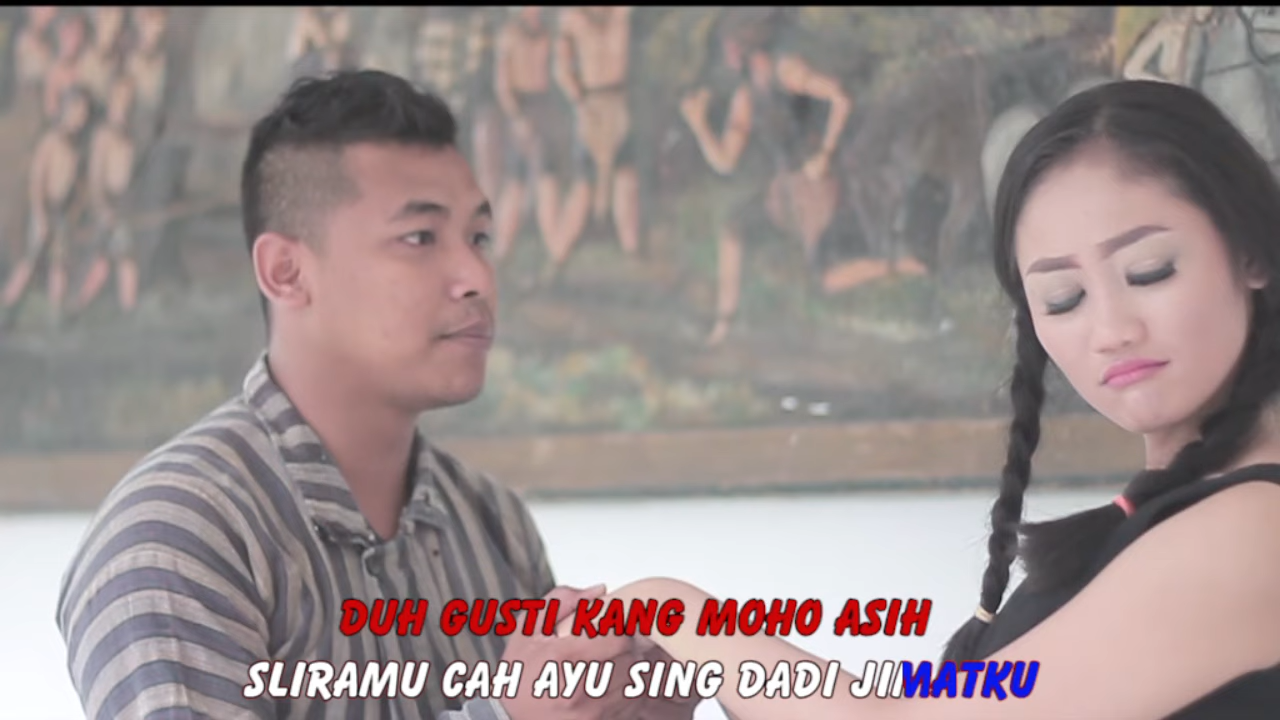 DUH GUSTI KANG MOHO ASIH
SLIRAMU CAH AYU SING DADI JIMATKU